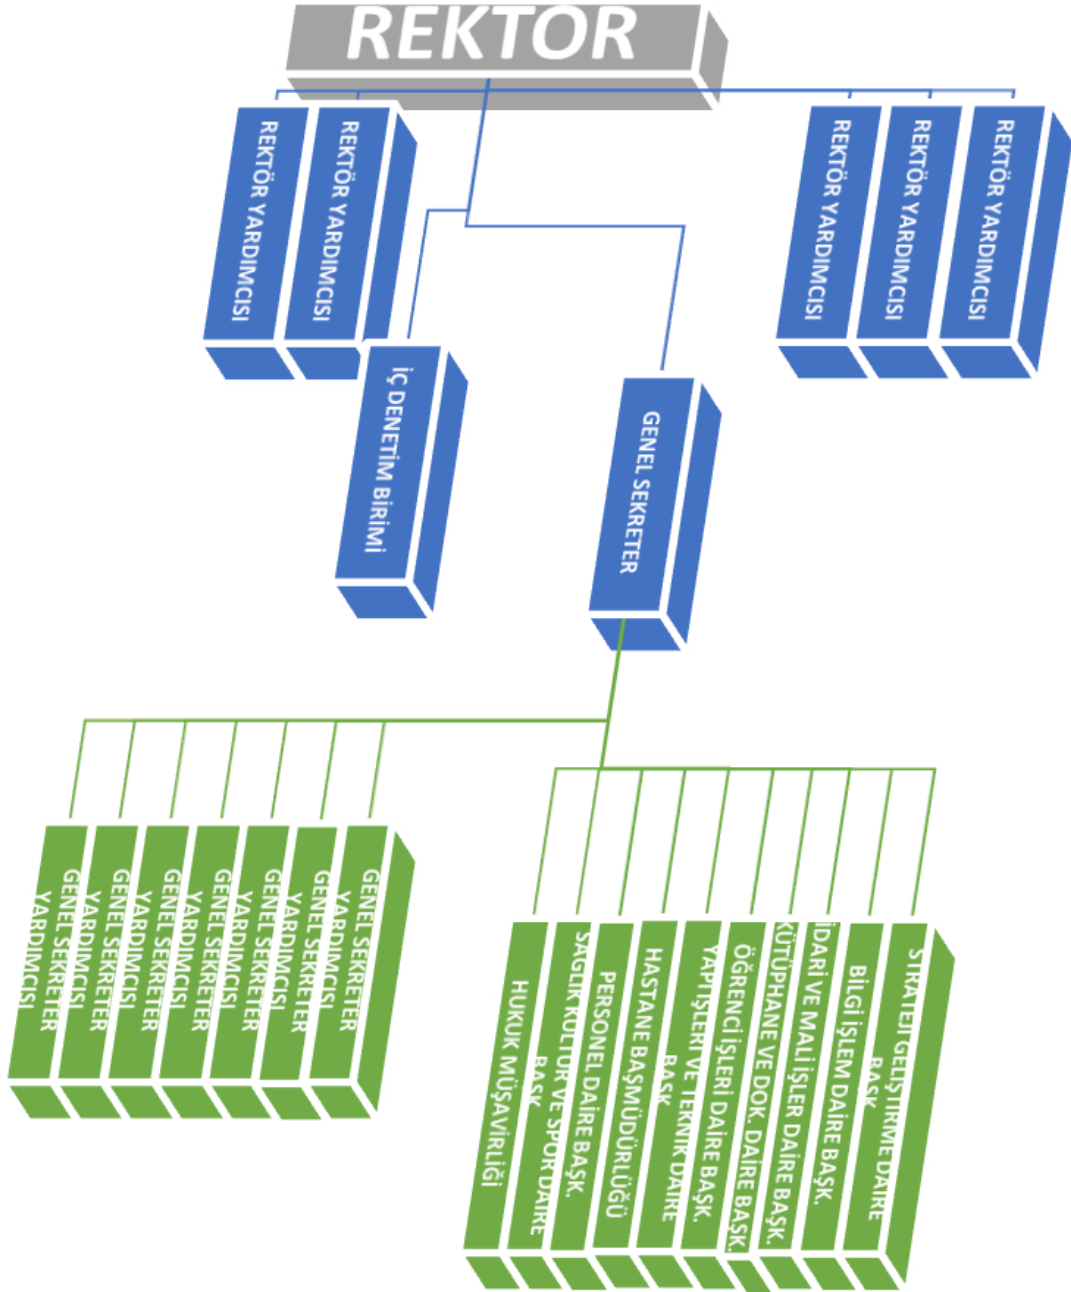 REKTOR
REKTÖR YARDIMCISI
REKTÖR YARDIMCISI
REKTÖR YARDIMCISI
REKTÖR YARDIMCISI
REKTÖR YARDIMCISI
İÇ DENETİM BİRİMİ
GENEL SEKRETER
GENEL SEKRETER
YARDIMCISI
GENEL SEKRETER
YARDIMCISI
GENEL SEKRETER
YARDIMCISI
GENEL SEKRETER
YARDIMCISI
GENEL SEKRETER
YARDIMCISI
GENEL SEKRETER
YARDIMCISI
GENEL SEKRETER
YARDIMCISI
HUKUK MÜŞAVİRLİĞİ
SAĞLIK KÜLTÜR VE SPOR DAİRE
BAŞK
PERSONEL DAİRE BAŞK.
HASTANE BAŞMÜDÜRLÜĞÜ
YAPI İŞLERİ VE TEKNİK DAİRE
BAŞK
ÖĞRENCİ İŞLERİ DAİRE BAŞK.
KÜTÜPHANE VE DOK. DAİRE BAŞK.
İDARİ VE MALİ İŞLER DAİRE BAŞK.
BİLGİ İŞLEM DAİRE BAŞK.
STRATEJİ GELİŞTİRME DAİRE
BAŞK